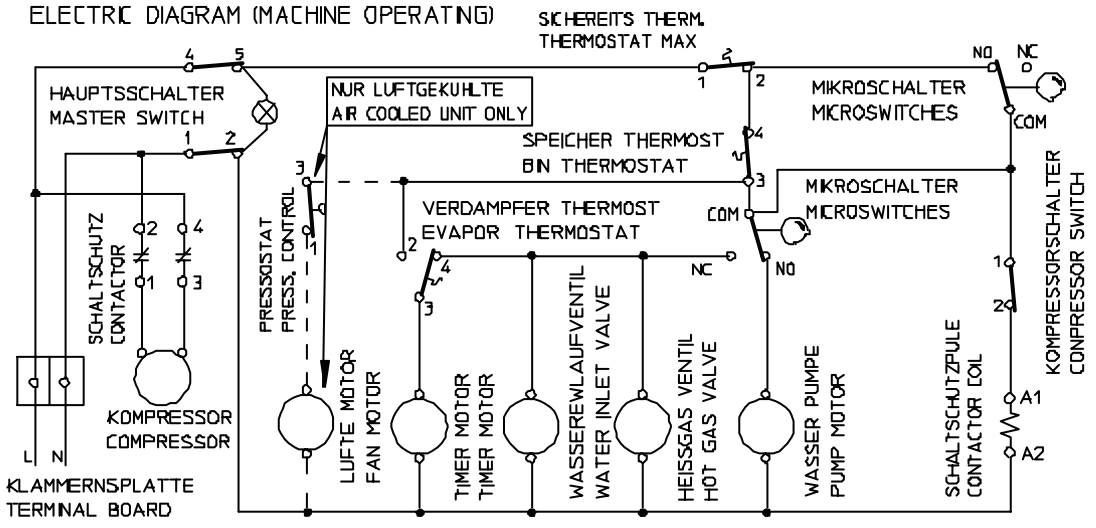 ELECTRIC DIAGRAM (MACHINE OPERATING)
SICHEREITS THERM.
THERMOSTAT MAX
4
5
1
2
NO
NC
HAUPTSSCHALTER
MASTER SWITCH
NUR LUFTGEKUHLTE
AIR COOLED UNIT ONLY
MIKROSCHALTER
MICROSWITCHES
COM
1
2
SPEICHER THERMOST
BIN THERMOSTAT
4
3
3
1
PRESSOSTAT
PRESS. CONTROL
MIKROSCHALTER
MICROSWITCHES
COM
NO
NC
VERDAMPFER THERMOST
EVAPOR THERMOSTAT
2
4
3
SCHALTSCHUTZ
CONTACTOR
2
4
1
3
KOMPRESSORSCHALTER
CONPRESSOR SWITCH
1
2
KOMPRESSOR
COMPRESSOR
LUFTE MOTOR
FAN MOTOR
TIMER MOTOR
TIMER MOTOR
WASSEREWLAUFVENTIL
WATER INLET VALVE
HEISSGAS VENTIL
HOT GAS VALVE
WASSER PUMPE
PUMP MOTOR
SCHALTSCHUTZPULE
CONTACTOR COIL
A1
A2
L
N
KLAMMERNSPLATTE
TERMINAL BOARD